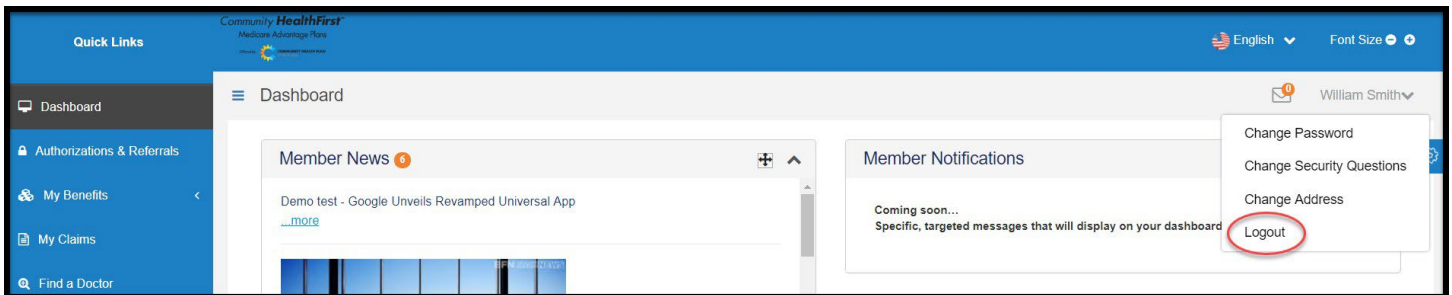 Quick Links
Community HealthFirst™
Medicare Advantage Plans
English
Font Size
Dashboard
Dashboard
0
William Smith
Authorizations & Referrals
My Benefits
My Claims
Find a Doctor
Member News 6
Demo test - Google Unveils Revamped Universal App
...more
Member Notifications
Coming soon...
Specific, targeted messages that will display on your dashboard
Change Password
Change Security Questions
Change Address
Logout